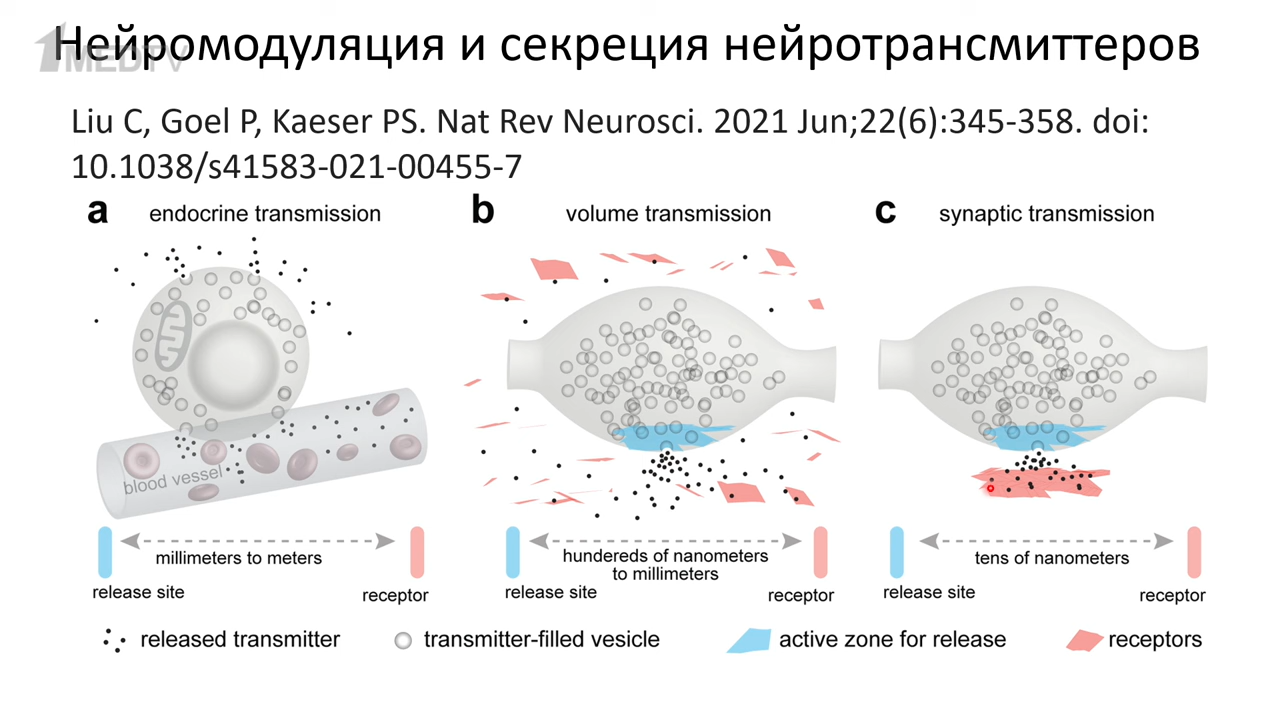 Нейромодуляция и секреция нейротрансмиттеров
1MEDTV
Liu C, Goel P, Kaeser PS. Nat Rev Neurosci. 2021 Jun;22(6):345-358. doi:
10.1038/s41583-021-00455-7
a endocrine transmission
b volume transmission
c synaptic transmission
blood vessel
millimeters to meters
release site
receptor
hundereds of nanometers
to millimeters
release site
receptor
tens of nanometers
release site
receptor
released transmitter
transmitter-filled vesicle
active zone for release
receptors